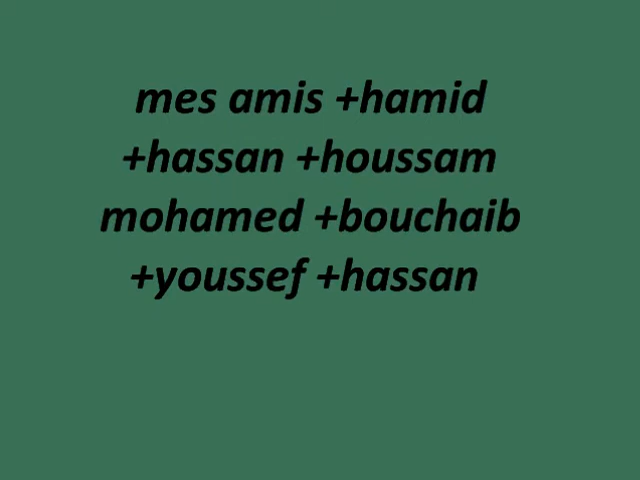 mes amis +hamid
+hassan +houssam
mohamed +bouchaib
+youssef +hassan